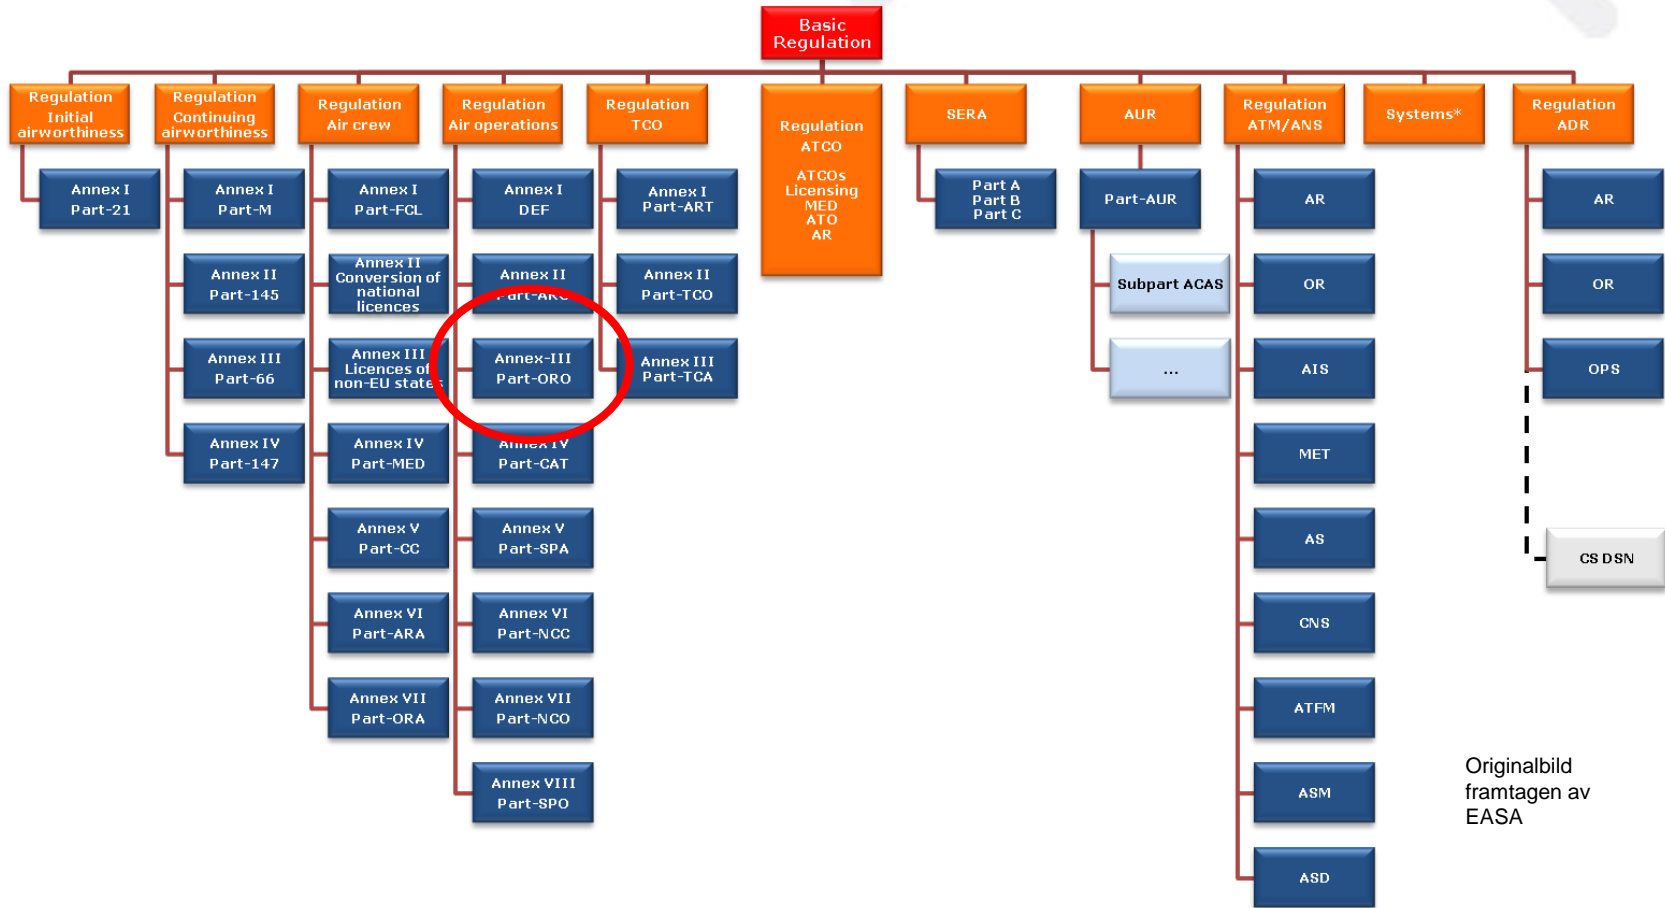 Basic
Regulation
Regulation
Initial
airworthiness
Regulation
Continuing
airworthiness
Regulation
Air crew
Regulation
Air operations
Regulation
TCO
Regulation
ATCO
ATCOs
Licensing
MED
ATO
AR
SERA
AUR
Regulation
ATM/ANS
Systems*
Regulation
ADR
Annex I
Part-21
Annex I
Part-M
Annex I
Part-FCL
Annex I
DEF
Annex I
Part-ART
Part A
Part B
Part C
Part-AUR
AR
AR
Annex II
Part-145
Annex II
Conversion of
national
licences
Annex II
Part-ARO
Annex II
Part-TCO
Subpart ACAS
OR
OR
Annex III
Part-66
Annex III
Licences of
non-EU states
Annex-III
Part-ORO
Annex III
Part-TCA
...
AIS
OPS
Annex IV
Part-147
Annex IV
Part-MED
Annex IV
Part-CAT
MET
Annex V
Part-CC
Annex V
Part-SPA
AS
CS DSN
Annex VI
Part-ARA
Annex VI
Part-NCC
CNS
Annex VII
Part-ORA
Annex VII
Part-NCO
ATFM
Annex VIII
Part-SPO
ASM
Originalbild
framtagen av
EASA
ASD